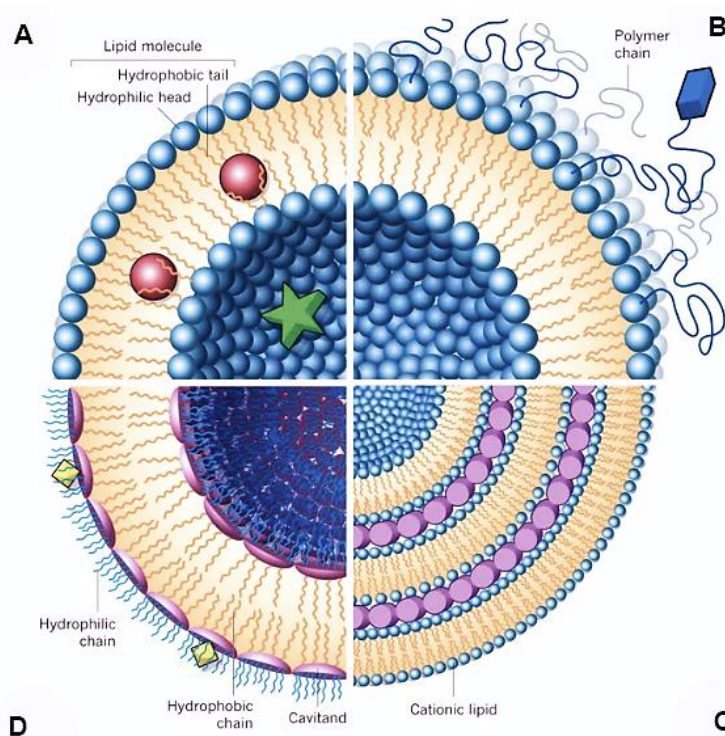 A
B
Lipid molecule
Hydrophobic tail
Hydrophilic head
Polymer
chain
Hydrophilic
chain
Hydrophobic
chain
Cavitand
Cationic lipid
D
C